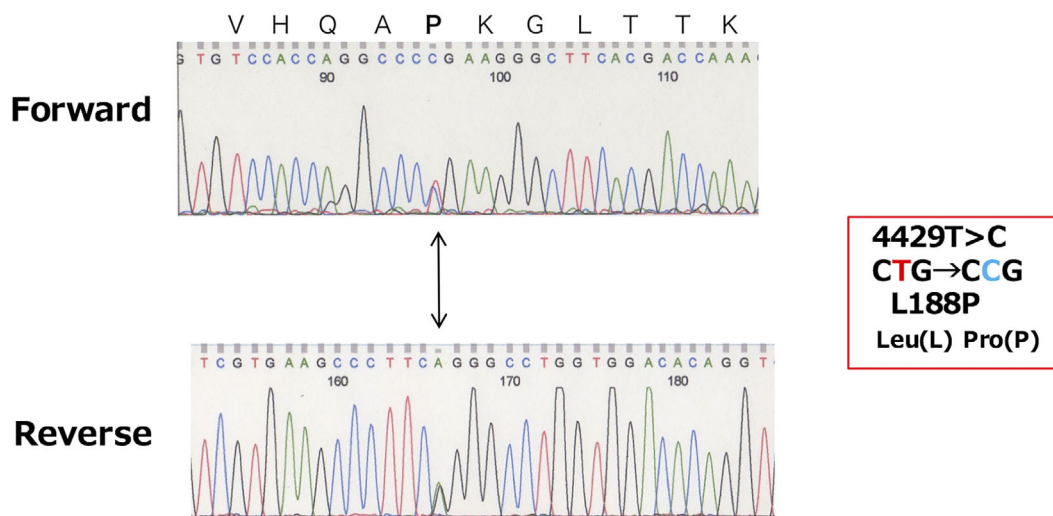 V H Q A P K G L T T K
G T G T C C A C C A G G C C C C G A A G G G C T T C A C G A C C A A A
90 100 110
Forward
4429T>C
CTG→CCG
L188P
Leu(L) Pro(P)
T C G T G A A G C C C T T C A G G G C C T G G T G G A C A C A G G T
160 170 180
Reverse